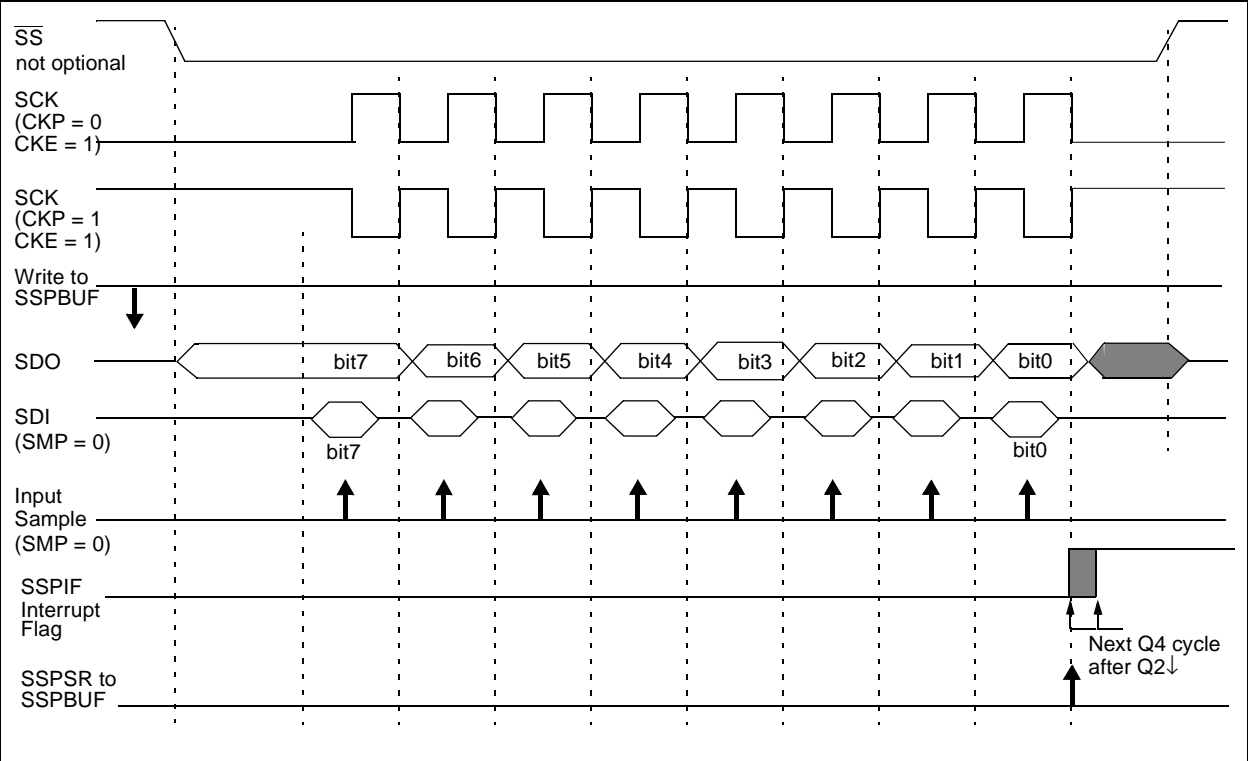 SS
not optional
SCK
(CKP = 0
CKE = 1)
SCK
(CKP = 1
CKE = 1)
Write to
SSPBUF
SDO
bit7 bit6 bit5 bit4 bit3 bit2 bit1 bit0
SDI
(SMP = 0)
bit7 bit0
Input
Sample
(SMP = 0)
SSPIF
Interrupt
Flag
Next Q4 cycle
after Q2↓
SSPSR to
SSPBUF